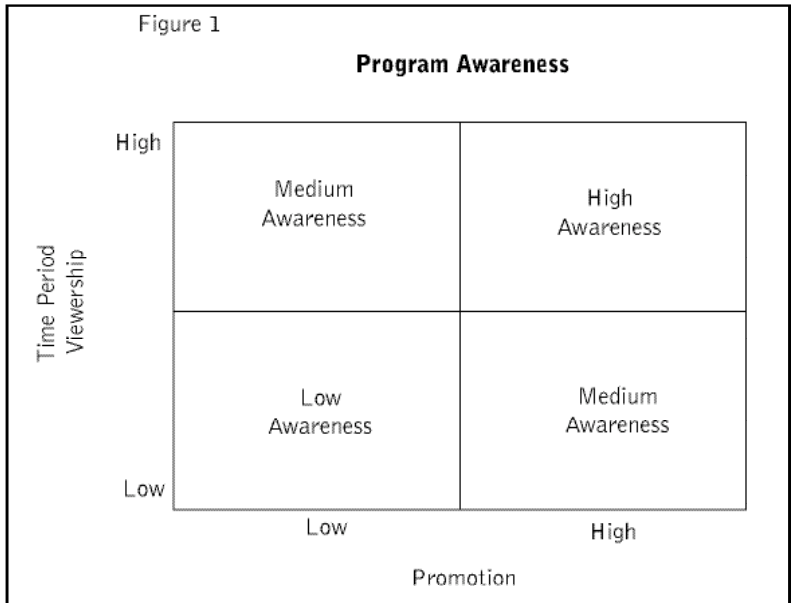 Figure 1
Program Awareness
High
Medium
Awareness
High
Awareness
Time Period
Viewership
Low
Awareness
Medium
Awareness
Low
Low
High
Promotion